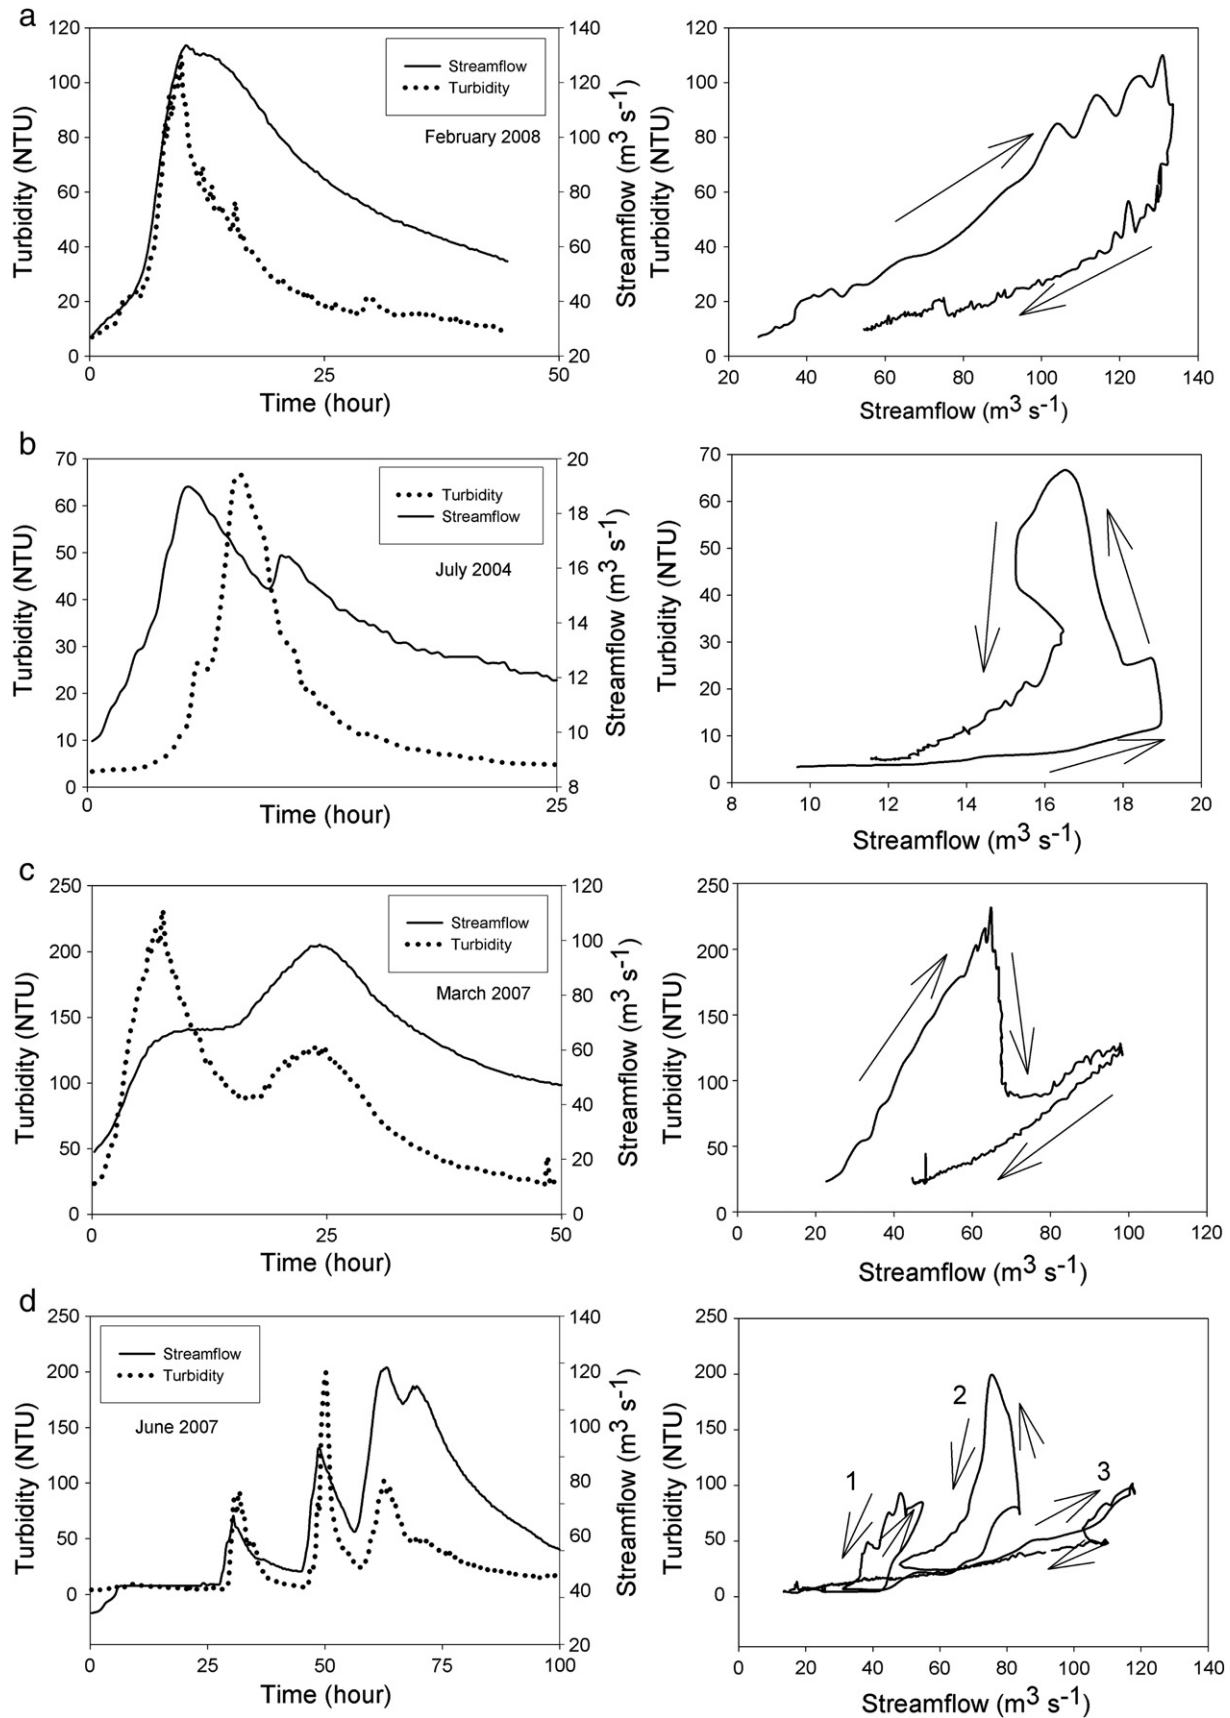 a
120
100
80
60
40
20
0
Turbidity (NTU)
140
120
100
80
60
40
20
Streamflow (m³ s⁻¹)
Streamflow
Turbidity
February 2008
0 25 50
Time (hour)
120
100
80
60
40
20
0
Turbidity (NTU)
20 40 60 80 100 120 140
Streamflow (m³ s⁻¹)
b
70
60
50
40
30
20
10
0
Turbidity (NTU)
20
18
16
14
12
10
8
Streamflow (m³ s⁻¹)
Turbidity
Streamflow
July 2004
0 25
Time (hour)
70
60
50
40
30
20
10
0
Turbidity (NTU)
8 10 12 14 16 18 20
Streamflow (m³ s⁻¹)
c
250
200
150
100
50
0
Turbidity (NTU)
120
100
80
60
40
20
0
Streamflow (m³ s⁻¹)
Streamflow
Turbidity
March 2007
0 25 50
Time (hour)
250
200
150
100
50
0
Turbidity (NTU)
0 20 40 60 80 100 120
Streamflow (m³ s⁻¹)
d
250
200
150
100
50
0
Turbidity (NTU)
140
120
100
80
60
40
20
Streamflow (m³ s⁻¹)
Streamflow
Turbidity
June 2007
0 25 50 75 100
Time (hour)
250
200
150
100
50
0
Turbidity (NTU)
1
2
3
0 20 40 60 80 100 120 140
Streamflow (m³ s⁻¹)